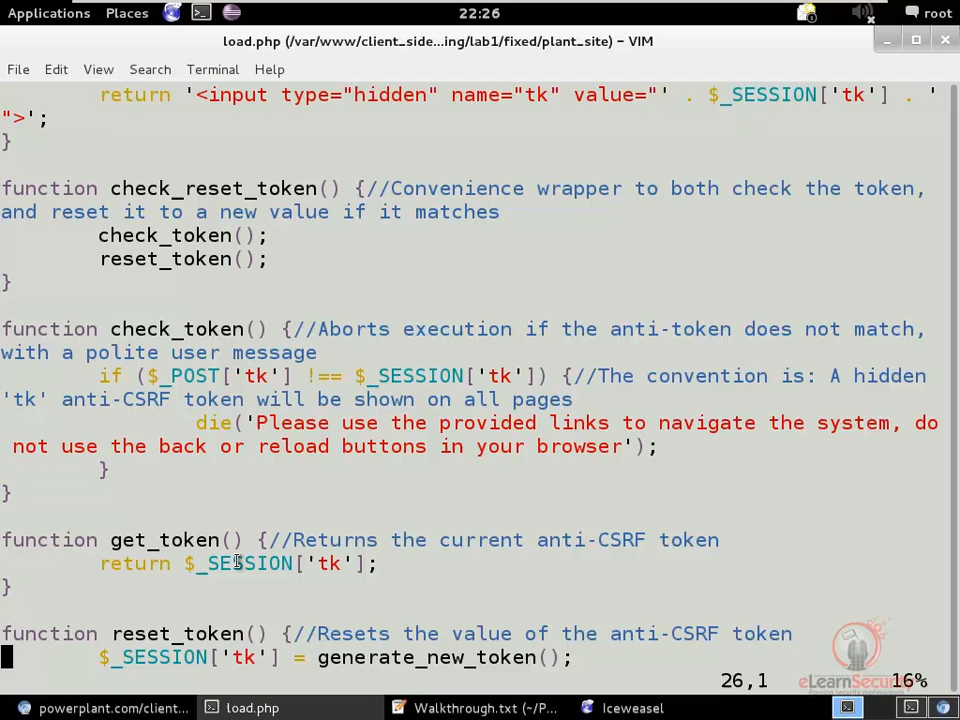 Applications Places 22:26 root
load.php (/var/www/client_side...ing/lab1/fixed/plant_site) – VIM
File Edit View Search Terminal Help
return '<input type="hidden" name="tk" value="' . $_SESSION['tk'] . '
">';
}
function check_reset_token() {//Convenience wrapper to both check the token,
and reset it to a new value if it matches
check_token();
reset_token();
}
function check_token() {//Aborts execution if the anti-token does not match,
with a polite user message
if ($_POST['tk'] !== $_SESSION['tk']) {//The convention is: A hidden
'tk' anti-CSRF token will be shown on all pages
die('Please use the provided links to navigate the system, do
not use the back or reload buttons in your browser');
}
}
function get_token() {//Returns the current anti-CSRF token
return $_SESSION['tk'];
}
function reset_token() {//Resets the value of the anti-CSRF token
$_SESSION['tk'] = generate_new_token();
26,1 16%
eLearnSecurity
powerplant.com/client... load.php Walkthrough.txt (~/P... Iceweasel